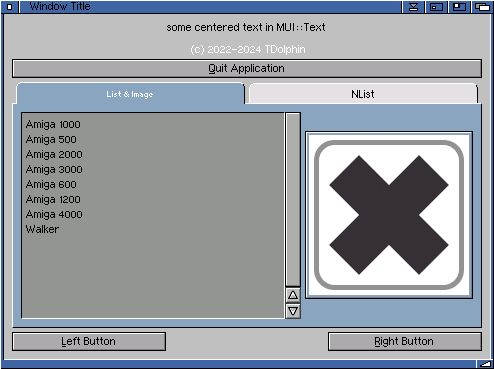 Window Title
some centered text in MUI::Text
(c) 2022-2024 TDolphin
Quit Application
List & Image
NList
Amiga 1000
Amiga 500
Amiga 2000
Amiga 3000
Amiga 600
Amiga 1200
Amiga 4000
Walker
Left Button
Right Button